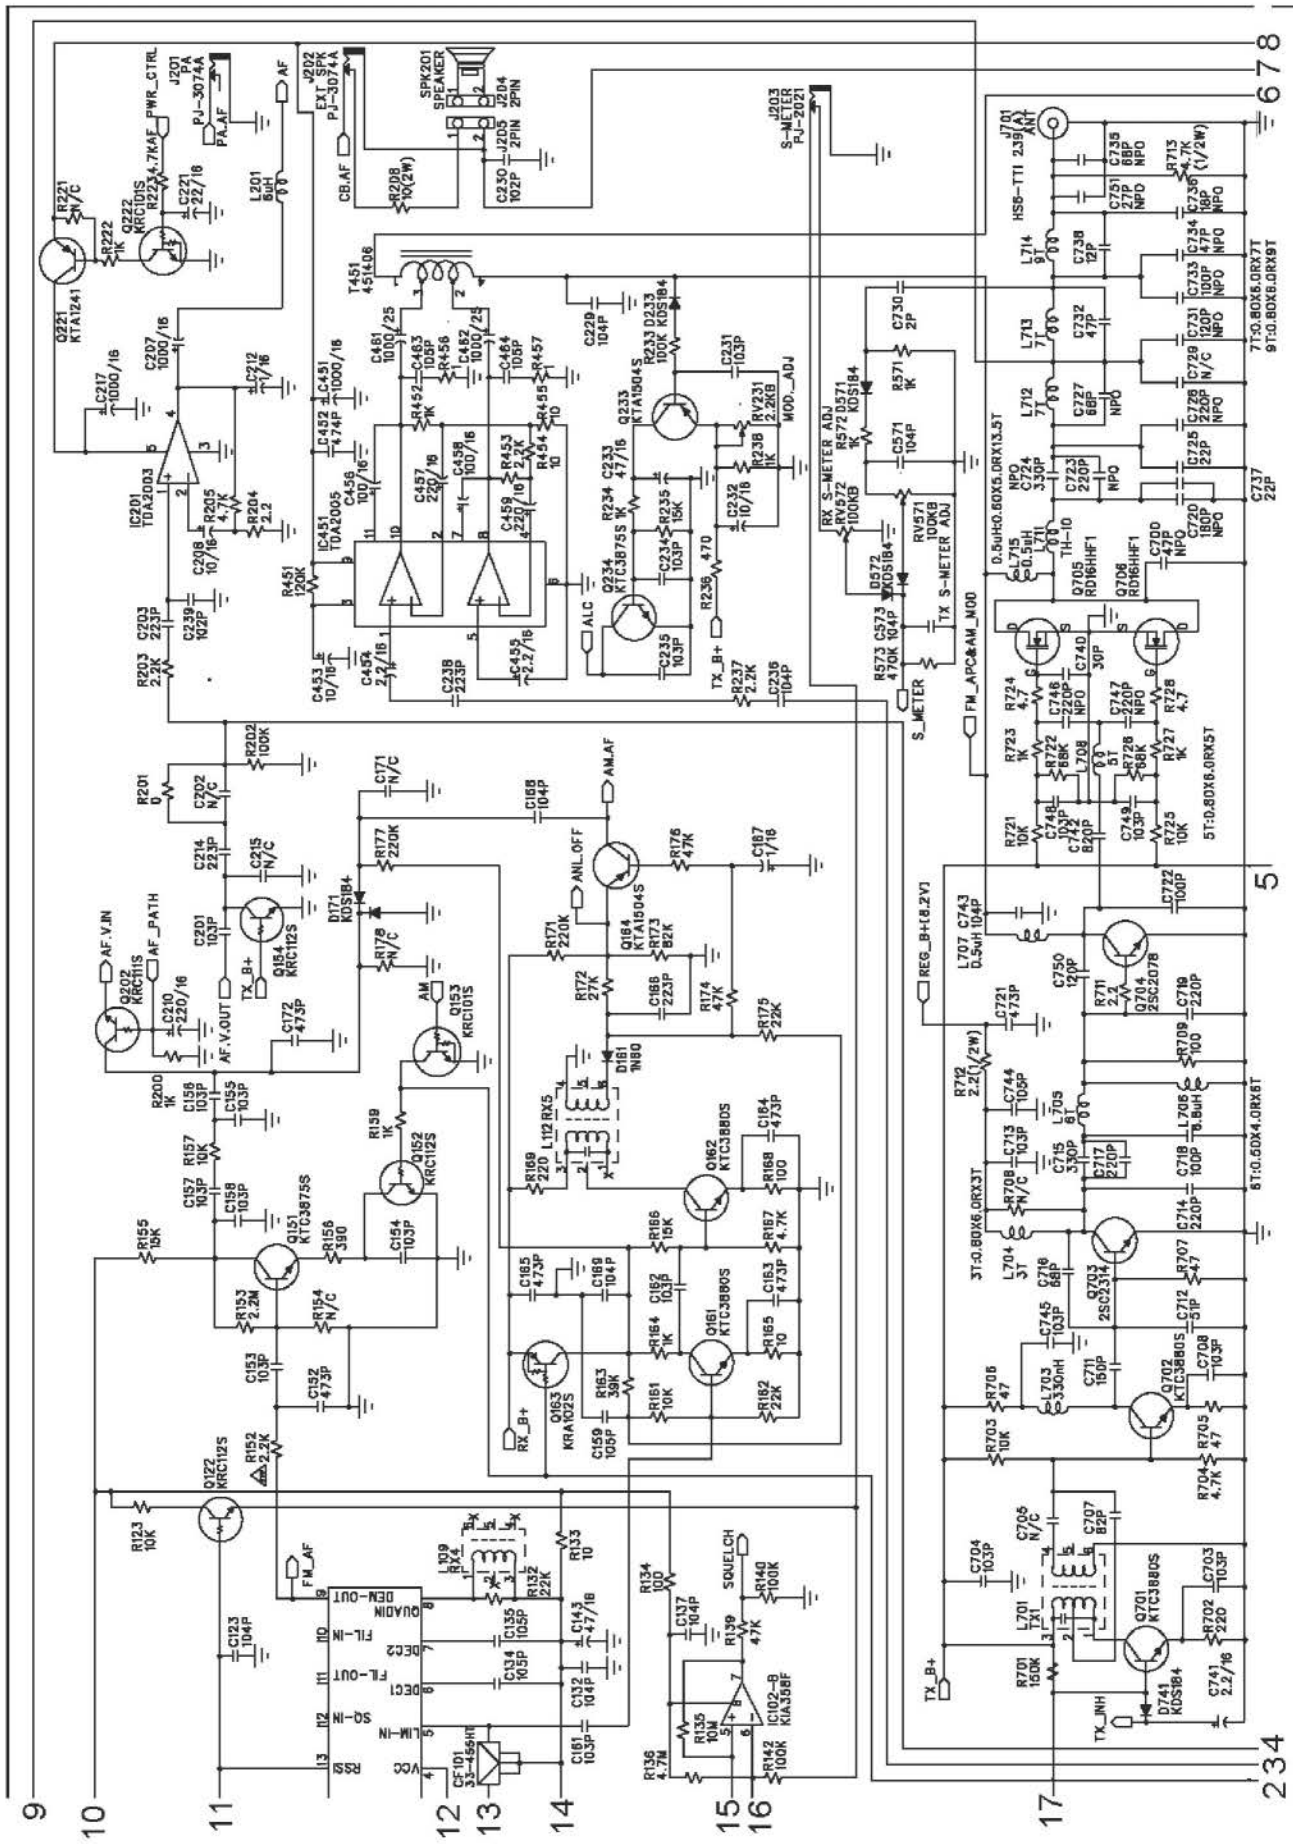 9
10
11
12
13
14
15
16
17
2
3
4
5
6
7
8
R221
N/C
Q221
KTA1241
R222
1K
Q222
KRC101S
R223
4.7K
AF_PWR_CTRL
C221
22/16
J201
PA
PJ-3074A
PA.AF
AF
L201
6uH
C217
1000/16
C207
1000/16
C212
1/16
IC201
TDA2003
5
4
3
1
2
R205
4.7K
R204
2.2
C208
10/16
C239
102P
C203
223P
R203
2.2K
R202
100K
R201
0
C202
N/C
C214
223P
C215
N/C
C201
103P
Q154
KRC112S
TX_B+
AF.V.OUT
AF.V.IN
AF_PATH
Q202
KRC111S
C210
220/16
R200
1K
C172
473P
J202
EXT SPK
PJ-3074A
CB.AF
R208
10(2W)
SPK201
SPEAKER
J204
2PIN
J205
2PIN
C230
102P
T451
451406
C461
1000/25
C463
105P
R456
1
C462
1000/25
C464
105P
R457
1
C451
1000/16
C452
474P
R452
1K
R455
10
C456
100/16
C457
220/16
C458
100/16
R453
2.2K
R454
10
C459
220/16
IC451
TDA2005
R451
120K
C453
10/16
C454
2.2/16
C455
2.2/16
C238
223P
R237
2.2K
C236
104P
C229
104P
R233
100K
D233
KDS184
Q233
KTA1504S
C231
103P
RV231
2.2KB
MOD._ADJ
R238
1K
C232
10/16
C233
47/16
R234
1K
R235
15K
C234
103P
Q234
KTC3875S
ALC
C235
103P
R236
470
TX_B+
J203
S-METER
PJ-2021
C730
2P
R571
1K
D571
KDS184
R572
1K
C571
104P
RX S-METER ADJ
RV572
100KB
RV571
100KB
TX S-METER ADJ
D572
KDS184
C573
104P
R573
470K
S_METER
R155
15K
C157
103P
C158
103P
R157
10K
C156
103P
C155
103P
Q151
KTC3875S
R156
390
C154
103P
R153
2.2M
R154
N/C
C153
103P
C152
473P
R152
2.2K
Q152
KRC112S
R159
1K
Q153
KRC101S
AM
R178
N/C
D171
KDS184
R177
220K
C171
N/C
C168
104P
AM.AF
ANL.OFF
Q164
KTA1504S
R176
47K
C167
1/16
R171
220K
R173
82K
R172
27K
C166
223P
R174
47K
R175
22K
D161
1N60
L112
RX5
R169
220
Q162
KTC3880S
C164
473P
R168
100
R166
15K
R167
4.7K
C165
473P
C169
104P
C162
103P
C163
473P
Q161
KTC3880S
R164
1K
R165
10
R163
39K
Q163
KRA102S
RX_B+
C159
105P
R161
10K
R162
22K
Q122
KRC112S
R123
10K
C123
104P
FM_AF
L109
RX4
R132
22K
R133
10
DEN-OUT
FIL-IN
FIL-OUT
SQ-IN
RSSI
QUADIN
DEC2
DEC1
LIM-IN
VCC
C143
47/16
C135
105P
C134
105P
C132
104P
CF101
33-455HT
C161
103P
R134
100
C137
104P
SQUELCH
R139
47K
R140
100K
R135
10M
IC102-B
KIA358F
R136
4.7M
R142
100K
FM_APC&AM_MOD
REG_B+[8.2V]
0.5uH:0.60X5.0RX13.5T
L715
0.5uH
L711
TH-10
Q705
RD16HHF1
Q706
RD16HHF1
C700
47P
NPO
NPO
C724
330P
C723
220P
C720
180P
NPO
C725
22P
C737
22P
L712
7T
C727
68P
NPO
C726
220P
NPO
C729
N/C
L713
7T
C732
47P
C731
120P
NPO
C733
100P
NPO
C734
47P
NPO
L714
9T
C738
12P
C736
18P
NPO
C751
27P
NPO
C735
68P
NPO
R713
4.7K
(1/2W)
J701
ANT
HS6-TTI 239(A)
7T:0.80X6.0RX7T
9T:0.80X6.0RX9T
R724
4.7
R723
1K
C746
220P
NPO
R722
68K
L708
5T
C740
30P
C747
220P
NPO
R728
4.7
R726
68K
R727
1K
R721
10K
C748
103P
C742
820P
C749
103P
R725
10K
5T:0.80X6.0RX5T
L707
0.5uH
C743
104P
C722
100P
C750
120P
R711
2.2
Q704
2SC2078
C719
220P
R709
100
C721
473P
R712
2.2(1/2W)
C744
105P
L705
6T
L706
6.8uH
C713
103P
C715
330P
C717
220P
C718
100P
R708
N/C
C714
220P
6T:0.50X4.0RX6T
3T:0.80X6.0RX3T
L704
3T
C716
68P
Q703
2SC2314
R707
47
C712
51P
C745
103P
C711
150P
Q702
KTC3880S
C708
103P
R706
47
L703
330nH
R703
10K
R705
47
R704
4.7K
C704
103P
C705
N/C
C707
82P
L701
TX1
Q701
KTC3880S
C703
103P
R702
220
R701
150K
D741
KDS184
C741
2.2/16
TX_B+
TX_INH